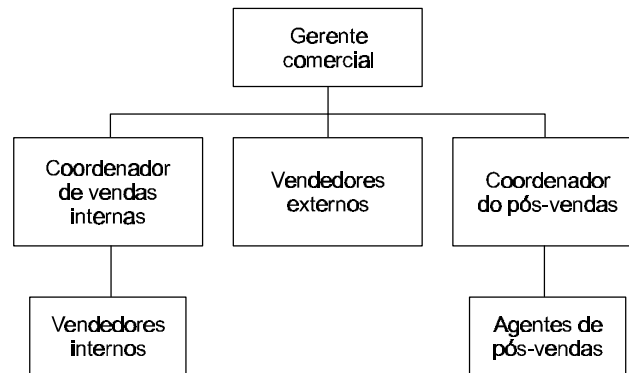 Gerente
comercial
Coordenador
de vendas
internas
Vendedores
externos
Coordenador
do pós-vendas
Vendedores
internos
Agentes de
pós-vendas